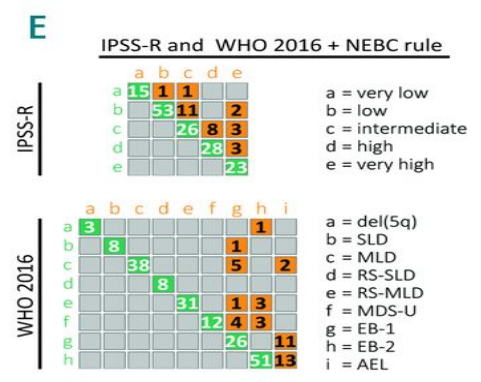 E
IPSS-R and WHO 2016 + NEBC rule
a b c d e
a 15 1 1
b 53 11 2
c 26 8 3
d 28 3
e 23
IPSS-R
a = very low
b = low
c = intermediate
d = high
e = very high
a b c d e f g h i
a 3 1
b 8 1
c 38 5 2
d 8
e 31 1 3
f 12 4 3
g 26 11
h 51 13
WHO 2016
a = del(5q)
b = SLD
c = MLD
d = RS-SLD
e = RS-MLD
f = MDS-U
g = EB-1
h = EB-2
i = AEL